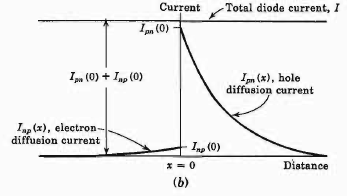 Current
Total diode current, I
I_pn (0)
I_pn (0) + I_np (0)
I_pn (x), hole
diffusion current
I_np (x), electron
diffusion current
I_np (0)
x = 0
Distance
(b)